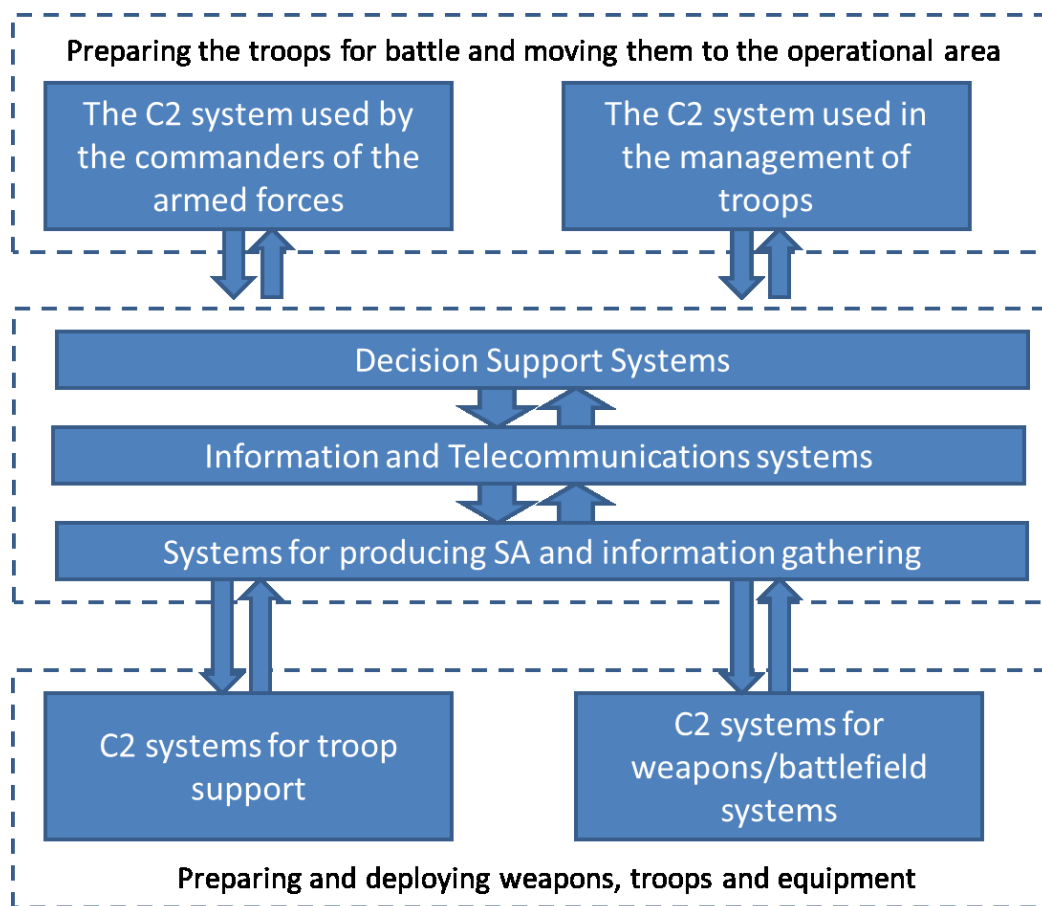 Preparing the troops for battle and moving them to the operational area
The C2 system used by
the commanders of the
armed forces
The C2 system used in
the management of
troops
Decision Support Systems
Information and Telecommunications systems
Systems for producing SA and information gathering
C2 systems for troop
support
C2 systems for
weapons/battlefield
systems
Preparing and deploying weapons, troops and equipment